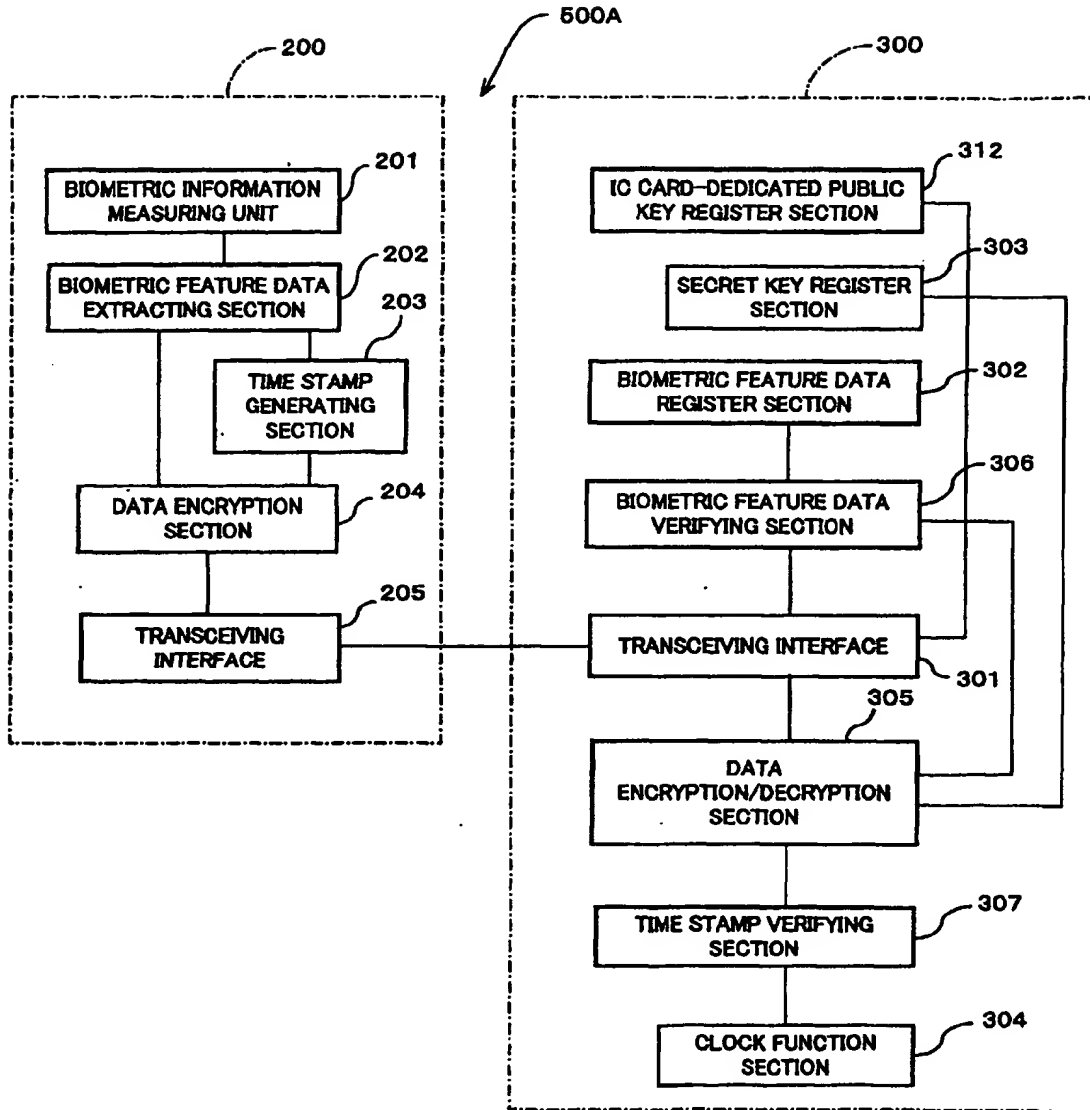 500A
200
300
201
BIOMETRIC INFORMATION
MEASURING UNIT
202
BIOMETRIC FEATURE DATA
EXTRACTING SECTION
203
TIME STAMP
GENERATING
SECTION
DATA ENCRYPTION
SECTION
204
205
TRANSCEIVING
INTERFACE
312
IC CARD-DEDICATED PUBLIC
KEY REGISTER SECTION
303
SECRET KEY REGISTER
SECTION
302
BIOMETRIC FEATURE DATA
REGISTER SECTION
306
BIOMETRIC FEATURE DATA
VERIFYING SECTION
TRANSCEIVING INTERFACE
301
305
DATA
ENCRYPTION/DECRYPTION
SECTION
307
TIME STAMP VERIFYING
SECTION
304
CLOCK FUNCTION
SECTION